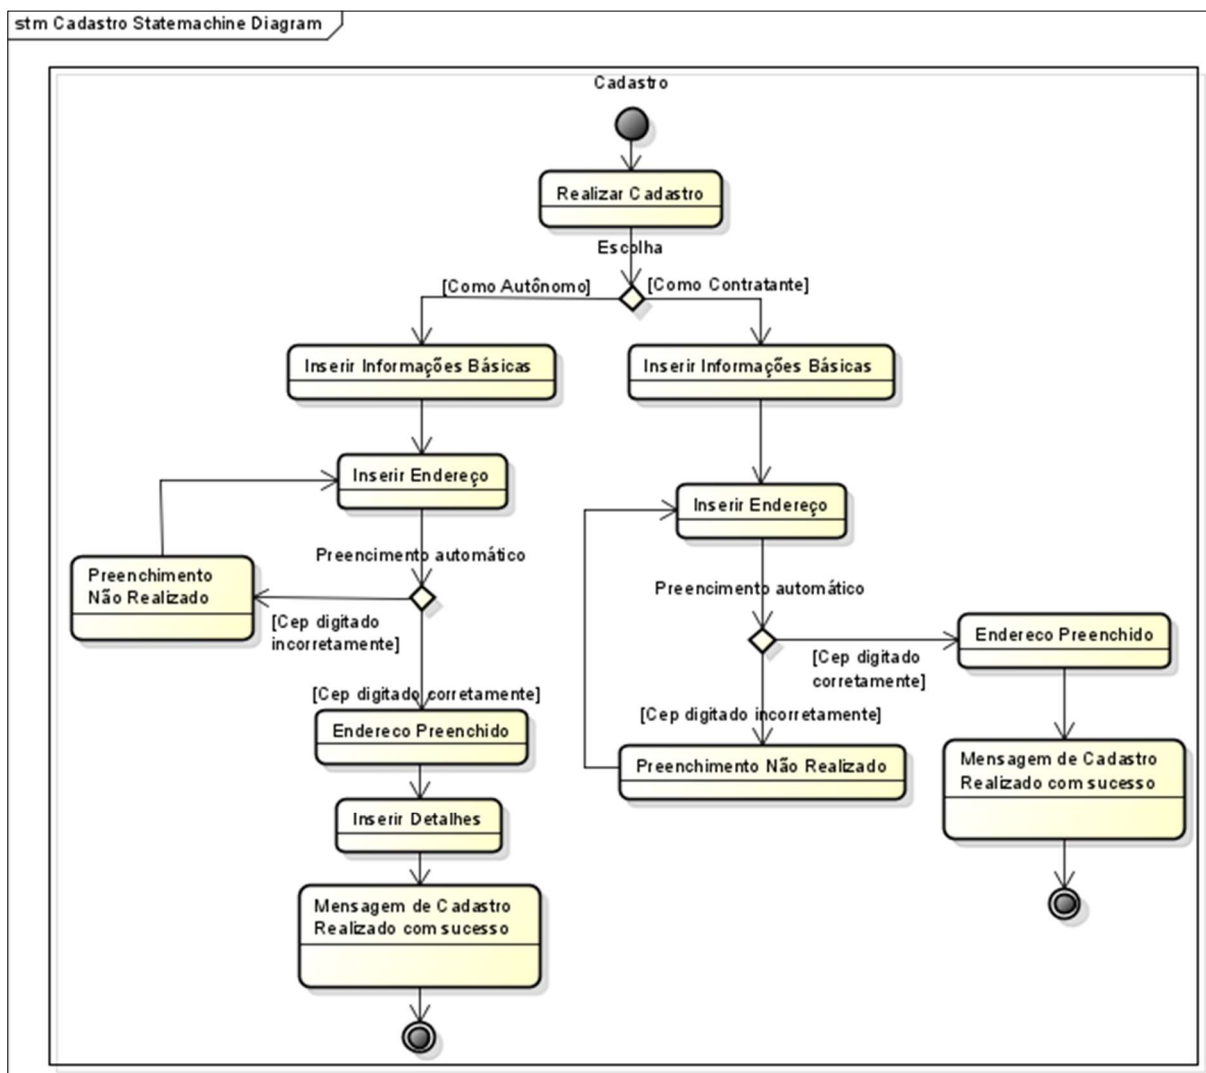 stm Cadastro Statemachine Diagram
Cadastro
Realizar Cadastro
Escolha
[Como Autônomo]
[Como Contratante]
Inserir Informações Básicas
Inserir Informações Básicas
Inserir Endereço
Inserir Endereço
Preencimento automático
Preenchimento
Não Realizado
[Cep digitado
incorretamente]
Preencimento automático
Endereco Preenchido
[Cep digitado
corretamente]
[Cep digitado corretamente]
[Cep digitado incorretamente]
Endereco Preenchido
Preenchimento Não Realizado
Mensagem de Cadastro
Realizado com sucesso
Inserir Detalhes
Mensagem de Cadastro
Realizado com sucesso